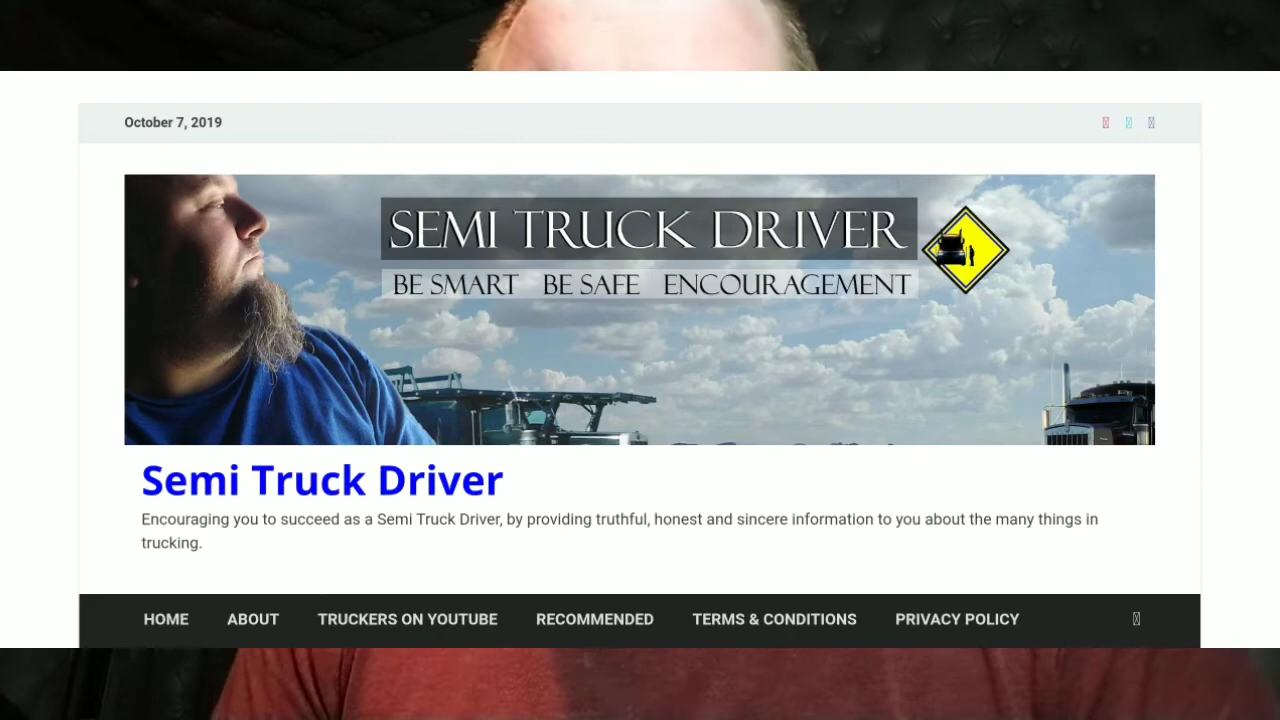 October 7, 2019
SEMI TRUCK DRIVER
BE SMART BE SAFE ENCOURAGEMENT
Semi Truck Driver
Encouraging you to succeed as a Semi Truck Driver, by providing truthful, honest and sincere information to you about the many things in
trucking.
HOME ABOUT TRUCKERS ON YOUTUBE RECOMMENDED TERMS & CONDITIONS PRIVACY POLICY